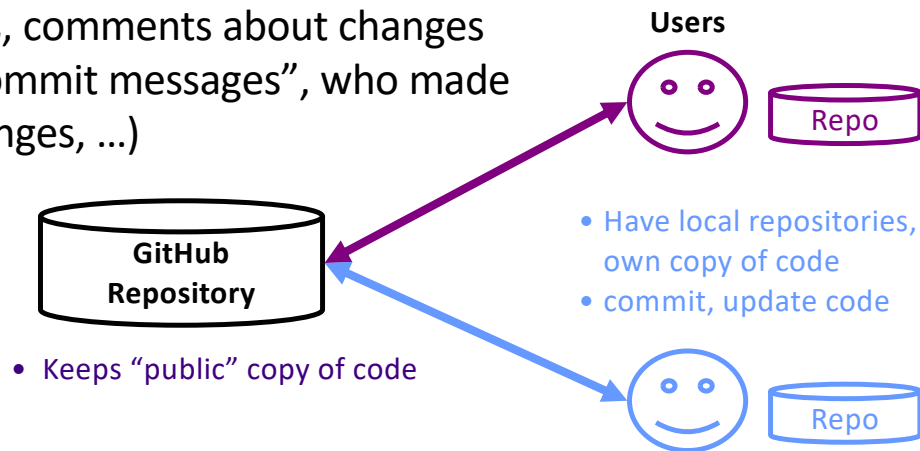 , comments about changes
ommit messages”, who made
nges, …)
Users
Repo
GitHub
Repository
• Have local repositories,
own copy of code
• commit, update code
• Keeps “public” copy of code
Repo